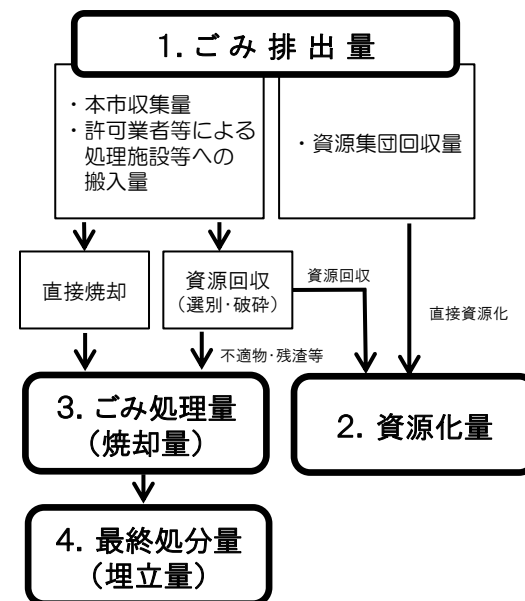 1. ごみ排出量
・本市収集量
・許可業者等による
処理施設等への
搬入量
・資源集団回収量
直接焼却
資源回収
（選別・破砕）
資源回収
直接資源化
不適物・残渣等
3. ごみ処理量
（焼却量）
2. 資源化量
4. 最終処分量
（埋立量）